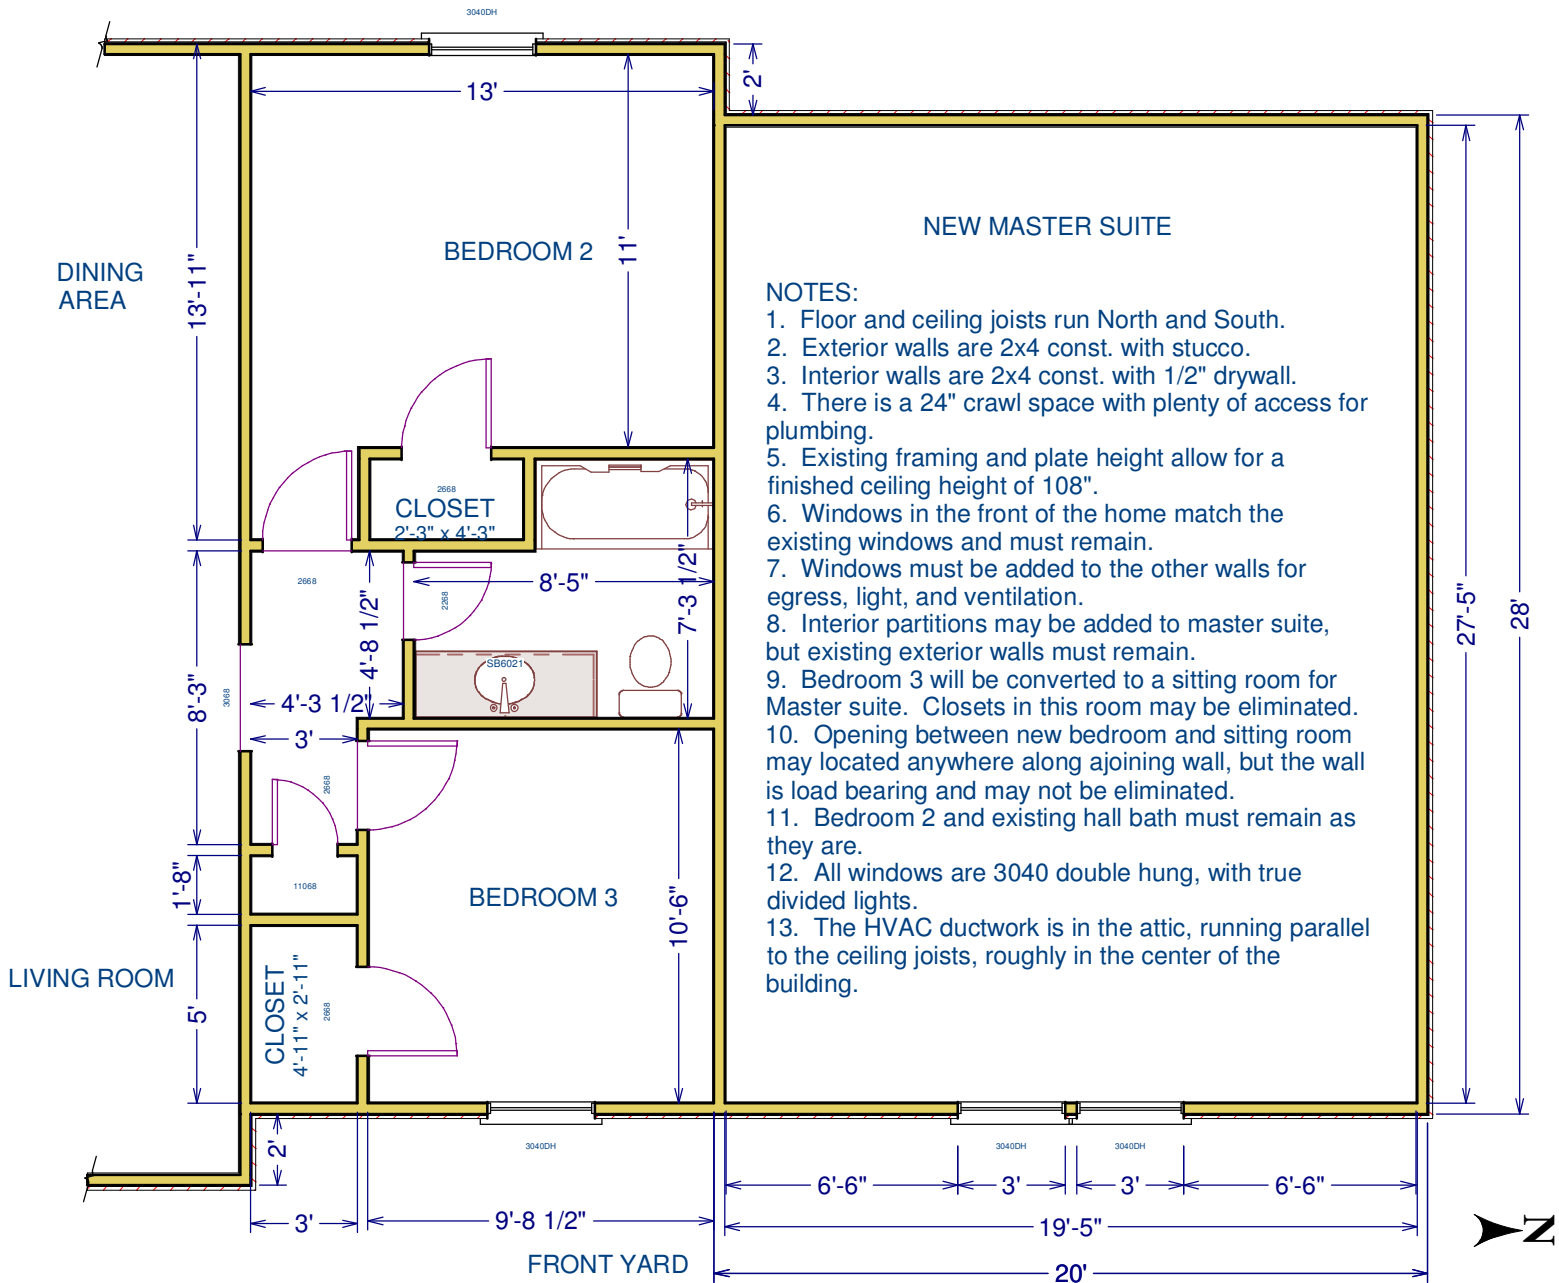 3040DH
13'
2'
11'
13'-11"
BEDROOM 2
DINING
AREA
NEW MASTER SUITE
NOTES:
1.  Floor and ceiling joists run North and South.
2.  Exterior walls are 2x4 const. with stucco.
3.  Interior walls are 2x4 const. with 1/2" drywall.
4.  There is a 24" crawl space with plenty of access for
plumbing.
5.  Existing framing and plate height allow for a
finished ceiling height of 108".
6.  Windows in the front of the home match the
existing windows and must remain.
7.  Windows must be added to the other walls for
egress, light, and ventilation.
8.  Interior partitions may be added to master suite,
but existing exterior walls must remain.
9.  Bedroom 3 will be converted to a sitting room for
Master suite.  Closets in this room may be eliminated.
10.  Opening between new bedroom and sitting room
may located anywhere along ajoining wall, but the wall
is load bearing and may not be eliminated.
11.  Bedroom 2 and existing hall bath must remain as
they are.
12.  All windows are 3040 double hung, with true
divided lights.
13.  The HVAC ductwork is in the attic, running parallel
to the ceiling joists, roughly in the center of the
building.
27'-5"
28'
2668
CLOSET
2'-3" x 4'-3"
2668
8'-5"
2268
4'-8 1/2"
7'-3 1/2"
SB6021
8'-3"
3068
4'-3 1/2"
3'
2668
1'-8"
11068
BEDROOM 3
10'-6"
LIVING ROOM
5'
CLOSET
4'-11" x 2'-11"
2668
2'
3040DH
3040DH
3040DH
6'-6"
3'
3'
6'-6"
3'
9'-8 1/2"
19'-5"
FRONT YARD
20'
N